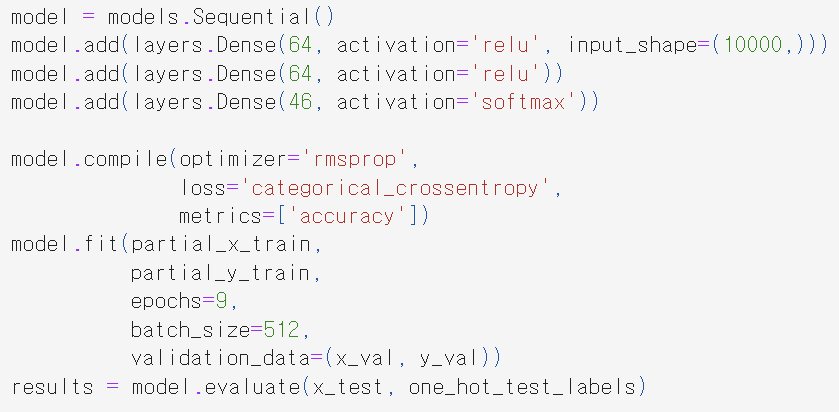 model = models.Sequential()
model.add(layers.Dense(64, activation='relu', input_shape=(10000,)))
model.add(layers.Dense(64, activation='relu'))
model.add(layers.Dense(46, activation='softmax'))

model.compile(optimizer='rmsprop',
              loss='categorical_crossentropy',
              metrics=['accuracy'])
model.fit(partial_x_train,
          partial_y_train,
          epochs=9,
          batch_size=512,
          validation_data=(x_val, y_val))
results = model.evaluate(x_test, one_hot_test_labels)